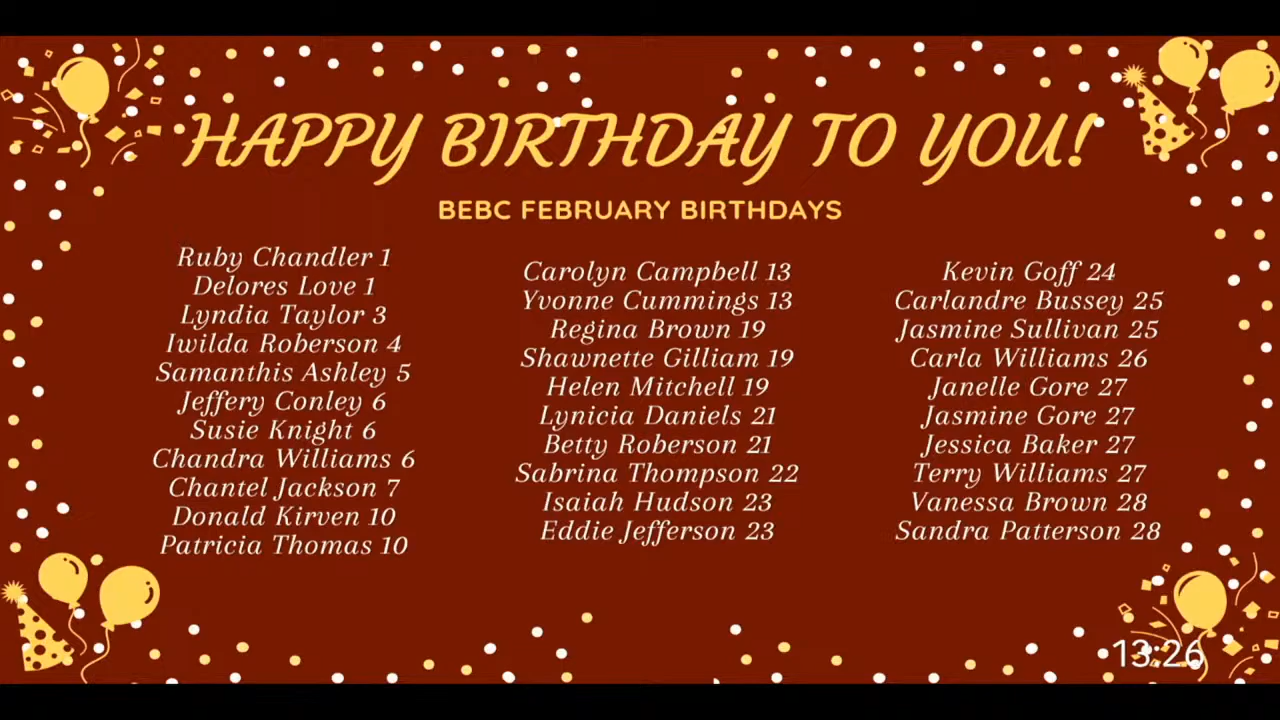 HAPPY BIRTHDAY TO YOU!
BEBC FEBRUARY BIRTHDAYS
Ruby Chandler 1
Delores Love 1
Lyndia Taylor 3
Iwilda Roberson 4
Samanthis Ashley 5
Jeffery Conley 6
Susie Knight 6
Chandra Williams 6
Chantel Jackson 7
Donald Kirven 10
Patricia Thomas 10
Carolyn Campbell 13
Yvonne Cummings 13
Regina Brown 19
Shawnette Gilliam 19
Helen Mitchell 19
Lynicia Daniels 21
Betty Roberson 21
Sabrina Thompson 22
Isaiah Hudson 23
Eddie Jefferson 23
Kevin Goff 24
Carlandre Bussey 25
Jasmine Sullivan 25
Carla Williams 26
Janelle Gore 27
Jasmine Gore 27
Jessica Baker 27
Terry Williams 27
Vanessa Brown 28
Sandra Patterson 28
13:26